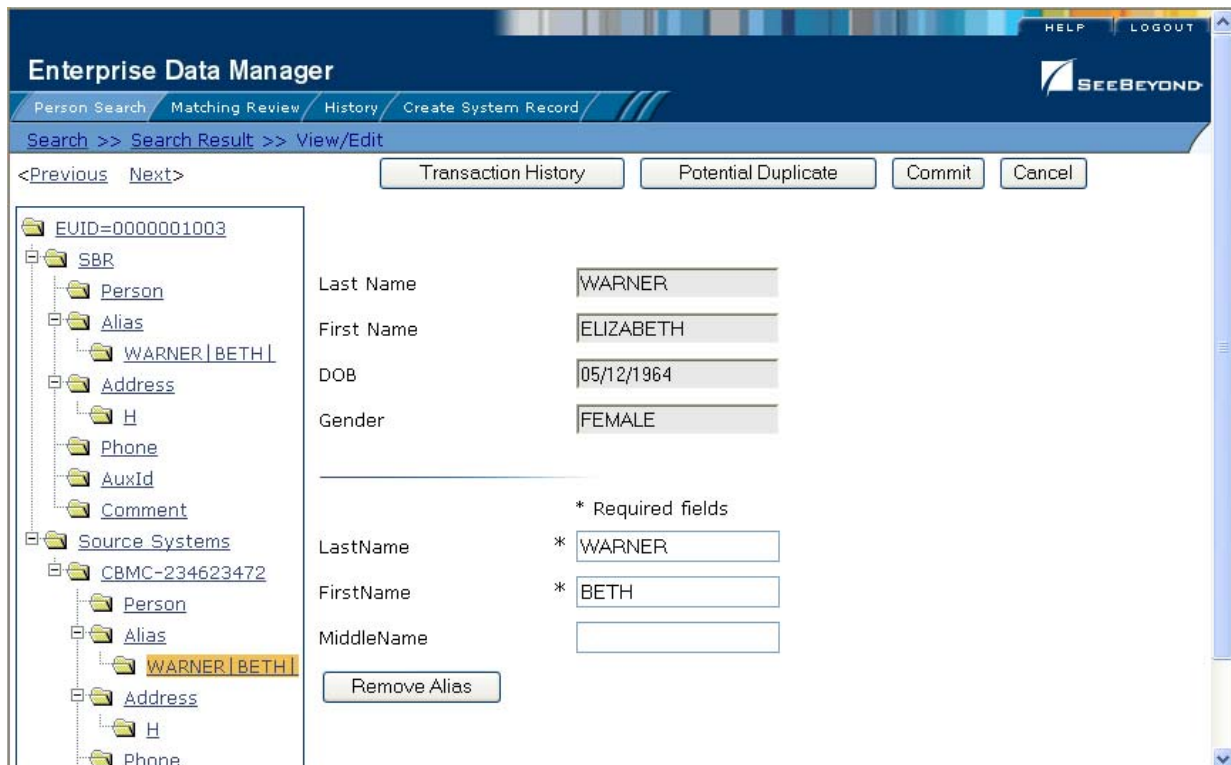 HELP LOGOUT
Enterprise Data Manager
SEEBEYOND
Person Search Matching Review History Create System Record
Search >> Search Result >> View/Edit
<Previous Next> Transaction History Potential Duplicate Commit Cancel
EUID=0000001003
SBR
Person
Alias
WARNER|BETH|
Address
H
Phone
AuxId
Comment
Source Systems
CBMC-234623472
Person
Alias
WARNER|BETH|
Address
H
Phone
Last Name WARNER
First Name ELIZABETH
DOB 05/12/1964
Gender FEMALE
* Required fields
LastName * WARNER
FirstName * BETH
MiddleName
Remove Alias